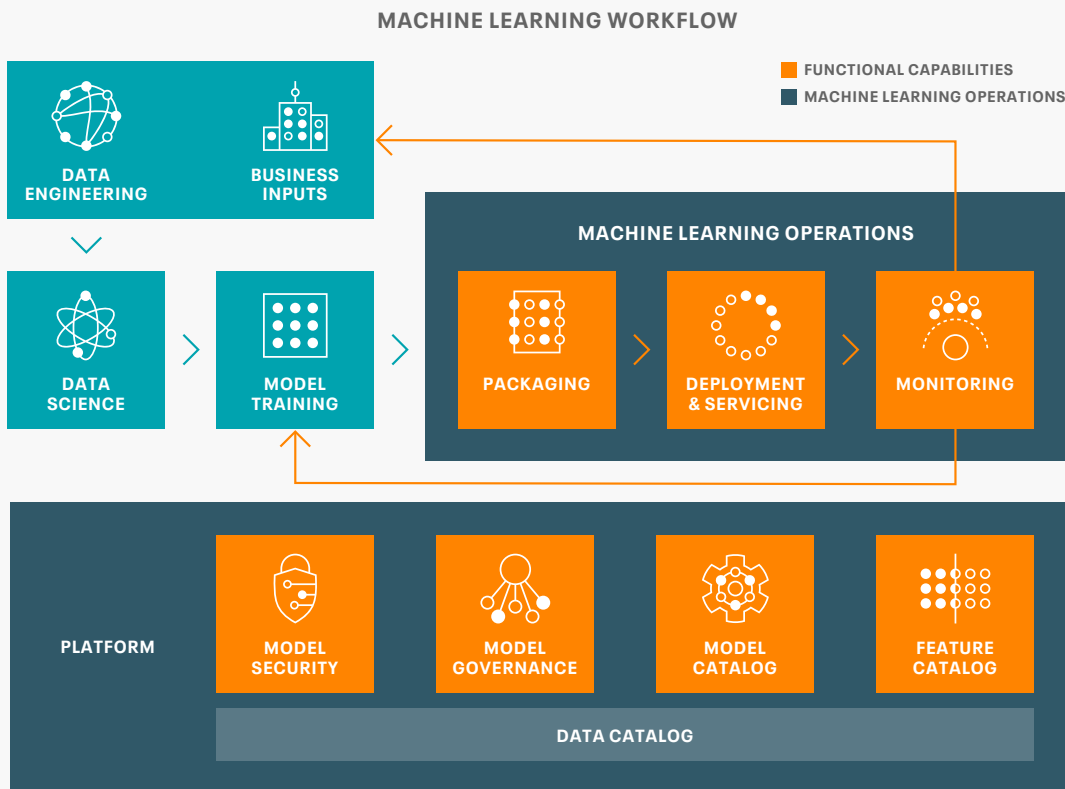 MACHINE LEARNING WORKFLOW
FUNCTIONAL CAPABILITIES
MACHINE LEARNING OPERATIONS
DATA
ENGINEERING
BUSINESS
INPUTS
MACHINE LEARNING OPERATIONS
DATA
SCIENCE
MODEL
TRAINING
PACKAGING
DEPLOYMENT
& SERVICING
MONITORING
PLATFORM
MODEL
SECURITY
MODEL
GOVERNANCE
MODEL
CATALOG
FEATURE
CATALOG
DATA CATALOG